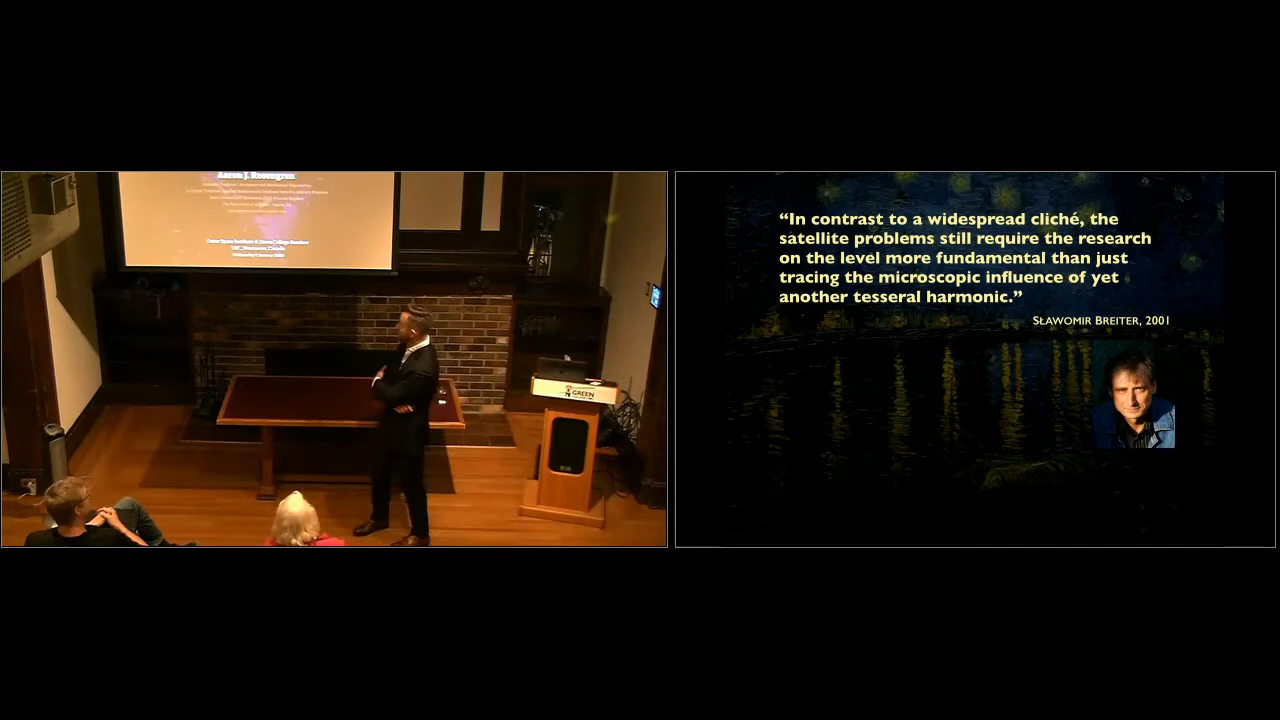 Aaron J. Rosengren
“In contrast to a widespread cliché, the
satellite problems still require the research
on the level more fundamental than just
tracing the microscopic influence of yet
another tesseral harmonic.”
SŁAWOMIR BREITER, 2001
GREEN